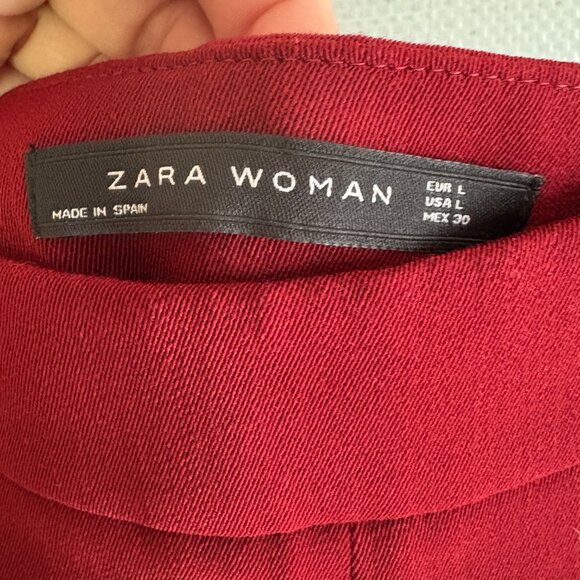 ZARA WOMAN
MADE IN SPAIN
EUR L
USA L
MEX 30